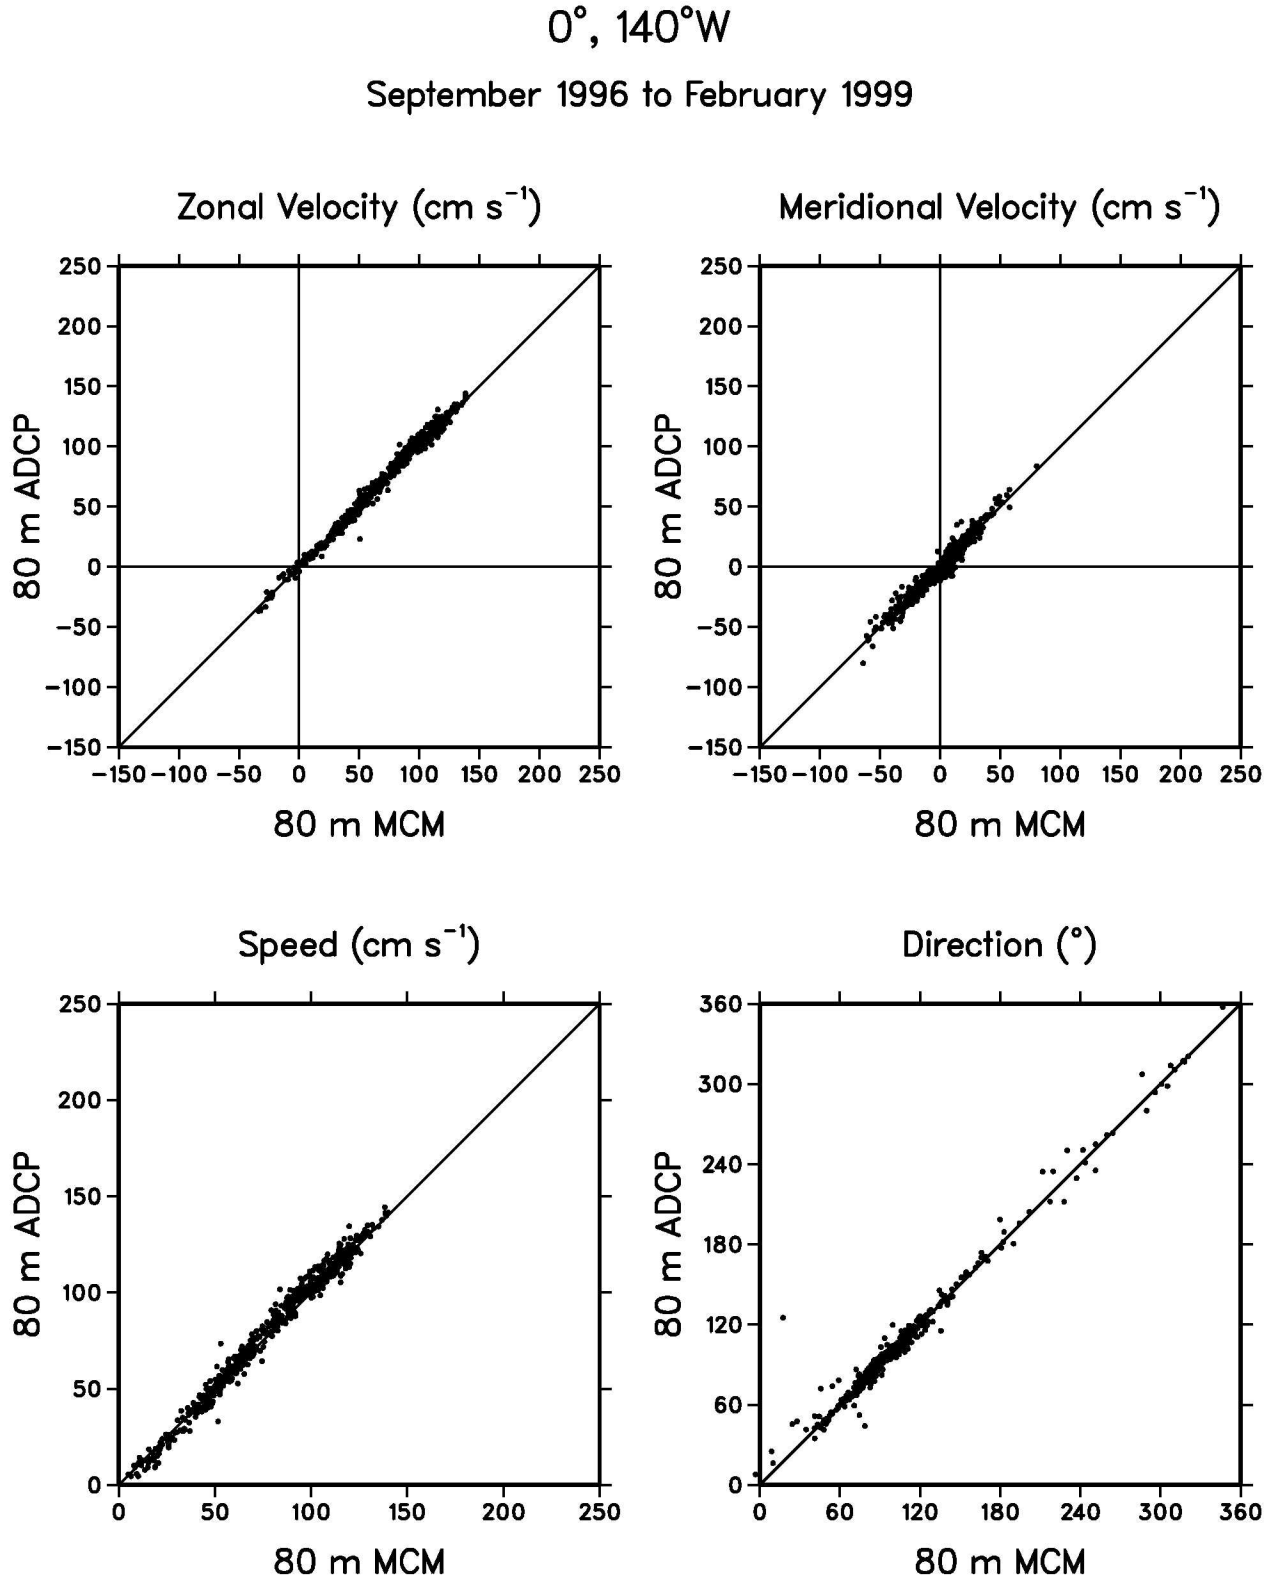 0°, 140°W
September 1996 to February 1999
Zonal Velocity (cm s⁻¹)
250
200
150
100
50
0
−50
−100
−150
80 m ADCP
−150 −100 −50 0 50 100 150 200 250
80 m MCM
Meridional Velocity (cm s⁻¹)
250
200
150
100
50
0
−50
−100
−150
80 m ADCP
−150 −100 −50 0 50 100 150 200 250
80 m MCM
Speed (cm s⁻¹)
250
200
150
100
50
0
80 m ADCP
0 50 100 150 200 250
80 m MCM
Direction (°)
360
300
240
180
120
60
0
80 m ADCP
0 60 120 180 240 300 360
80 m MCM